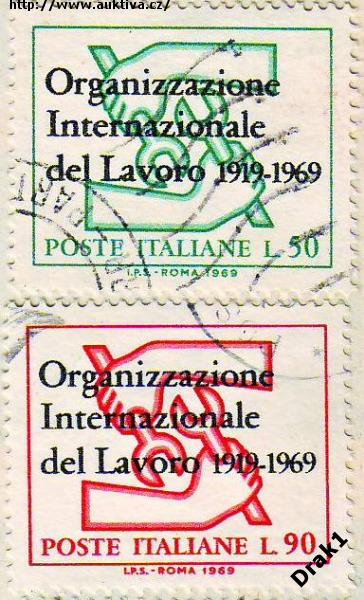 http://www.auktiva.cz/
Organizzazione
Internazionale
del Lavoro 1919-1969
POSTE ITALIANE L. 50
I.P.S.-ROMA 1969
Organizzazione
Internazionale
del Lavoro 1919-1969
POSTE ITALIANE L. 90
I.P.S.-ROMA 1969
Drak1